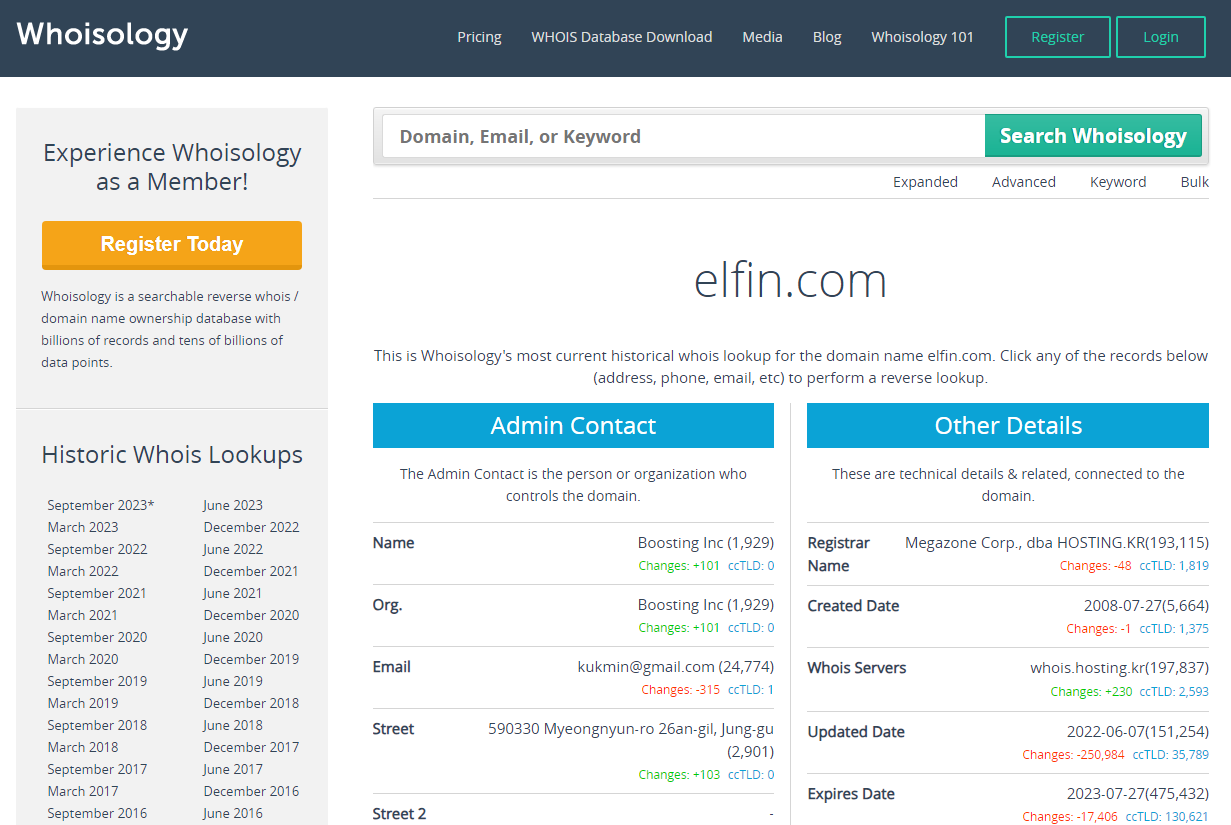 Whoisology
Pricing WHOIS Database Download Media Blog Whoisology 101 Register Login
Experience Whoisology
as a Member!
Register Today
Whoisology is a searchable reverse whois /
domain name ownership database with
billions of records and tens of billions of
data points.
Historic Whois Lookups
September 2023* June 2023
March 2023 December 2022
September 2022 June 2022
March 2022 December 2021
September 2021 June 2021
March 2021 December 2020
September 2020 June 2020
March 2020 December 2019
September 2019 June 2019
March 2019 December 2018
September 2018 June 2018
March 2018 December 2017
September 2017 June 2017
March 2017 December 2016
September 2016 June 2016
Domain, Email, or Keyword Search Whoisology
Expanded Advanced Keyword Bulk
elfin.com
This is Whoisology's most current historical whois lookup for the domain name elfin.com. Click any of the records below
(address, phone, email, etc) to perform a reverse lookup.
Admin Contact
The Admin Contact is the person or organization who
controls the domain.
Name Boosting Inc (1,929)
Changes: +101 ccTLD: 0
Org. Boosting Inc (1,929)
Changes: +101 ccTLD: 0
Email kukmin@gmail.com (24,774)
Changes: -315 ccTLD: 1
Street 590330 Myeongnyun-ro 26an-gil, Jung-gu
(2,901)
Changes: +103 ccTLD: 0
Street 2 -
Other Details
These are technical details & related, connected to the
domain.
Registrar Megazone Corp., dba HOSTING.KR(193,115)
Name Changes: -48 ccTLD: 1,819
Created Date 2008-07-27(5,664)
Changes: -1 ccTLD: 1,375
Whois Servers whois.hosting.kr(197,837)
Changes: +230 ccTLD: 2,593
Updated Date 2022-06-07(151,254)
Changes: -250,984 ccTLD: 35,789
Expires Date 2023-07-27(475,432)
Changes: -17,406 ccTLD: 130,621